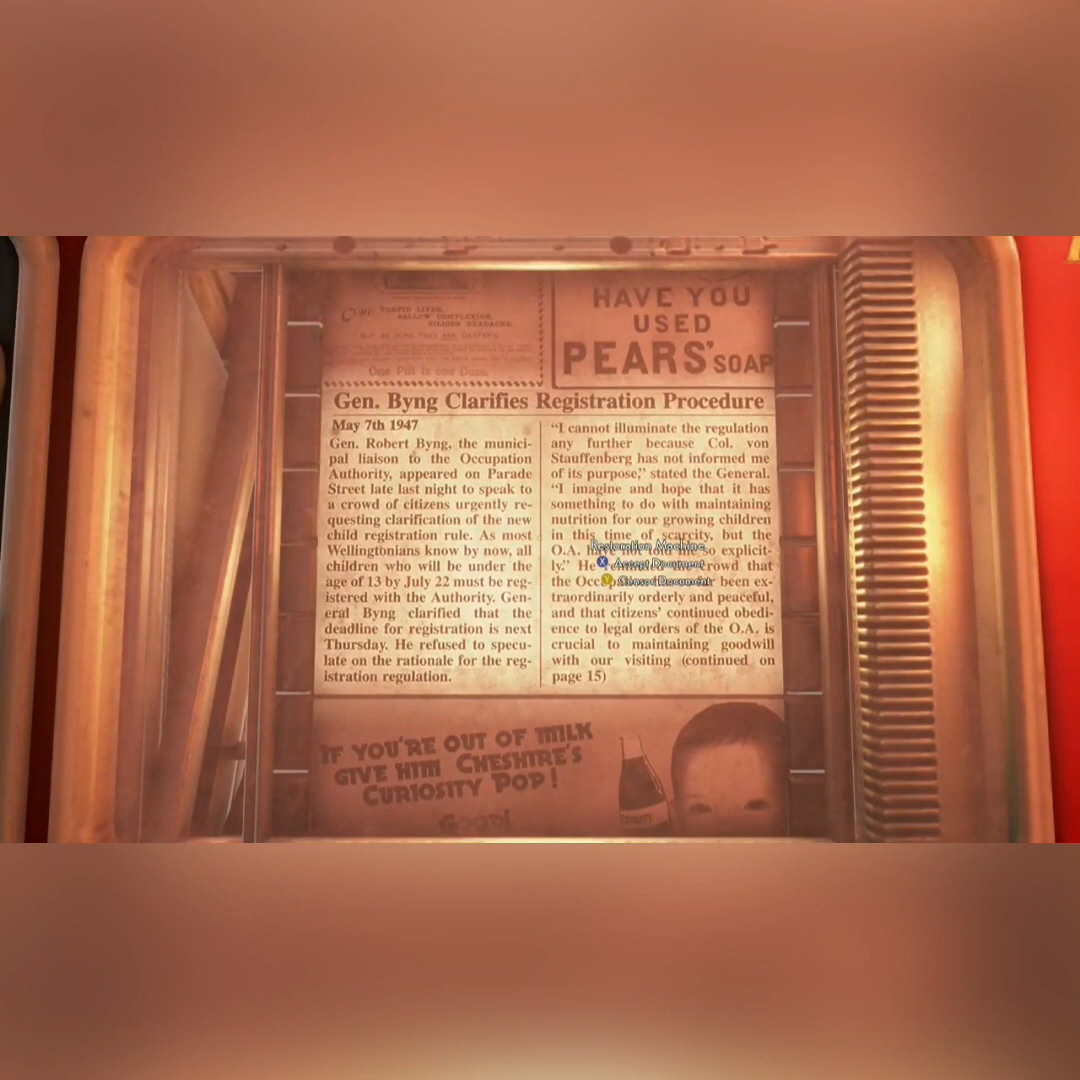 CURE TORPID LIVER,
SALLOW COMPLEXION,
BILIOUS HEADACHE.
One Pill is one Dose.
HAVE YOU
USED
PEARS' SOAP
Gen. Byng Clarifies Registration Procedure
May 7th 1947
Gen. Robert Byng, the munici-
pal liaison to the Occupation
Authority, appeared on Parade
Street late last night to speak to
a crowd of citizens urgently re-
questing clarification of the new
child registration rule. As most
Wellingtonians know by now, all
children who will be under the
age of 13 by July 22 must be reg-
istered with the Authority. Gen-
eral Byng clarified that the
deadline for registration is next
Thursday. He refused to specu-
late on the rationale for the reg-
istration regulation.
“I cannot illuminate the regulation
any further because Col. von
Stauffenberg has not informed me
of its purpose,” stated the General.
“I imagine and hope that it has
something to do with maintaining
nutrition for our growing children
in this time of scarcity, but the
O.A. have not told me so explicit-
ly.” He crowd that
the been ex-
traordinarily orderly and peaceful,
and that citizens’ continued obedi-
ence to legal orders of the O.A. is
crucial to maintaining goodwill
with our visiting (continued on
page 15)
Restoration Machine
X Accept Document
Y Censor Document
IF YOU'RE OUT OF MILK
GIVE HIM CHESHIRE'S
CURIOSITY POP!
GOOD!